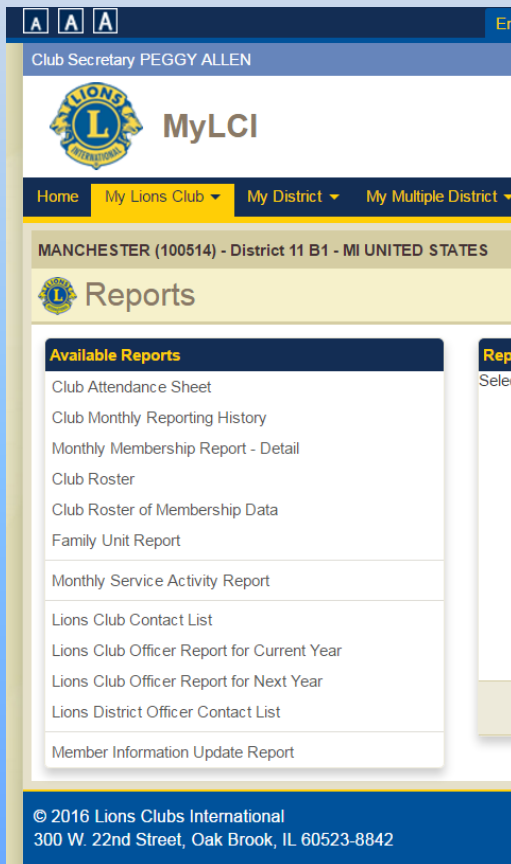 A A A
Club Secretary PEGGY ALLEN
LIONS
L
INTERNATIONAL
MyLCI
Home My Lions Club My District My Multiple District
MANCHESTER (100514) - District 11 B1 - MI UNITED STATES
Reports
Available Reports
Club Attendance Sheet
Club Monthly Reporting History
Monthly Membership Report - Detail
Club Roster
Club Roster of Membership Data
Family Unit Report
Monthly Service Activity Report
Lions Club Contact List
Lions Club Officer Report for Current Year
Lions Club Officer Report for Next Year
Lions District Officer Contact List
Member Information Update Report
© 2016 Lions Clubs International
300 W. 22nd Street, Oak Brook, IL 60523-8842